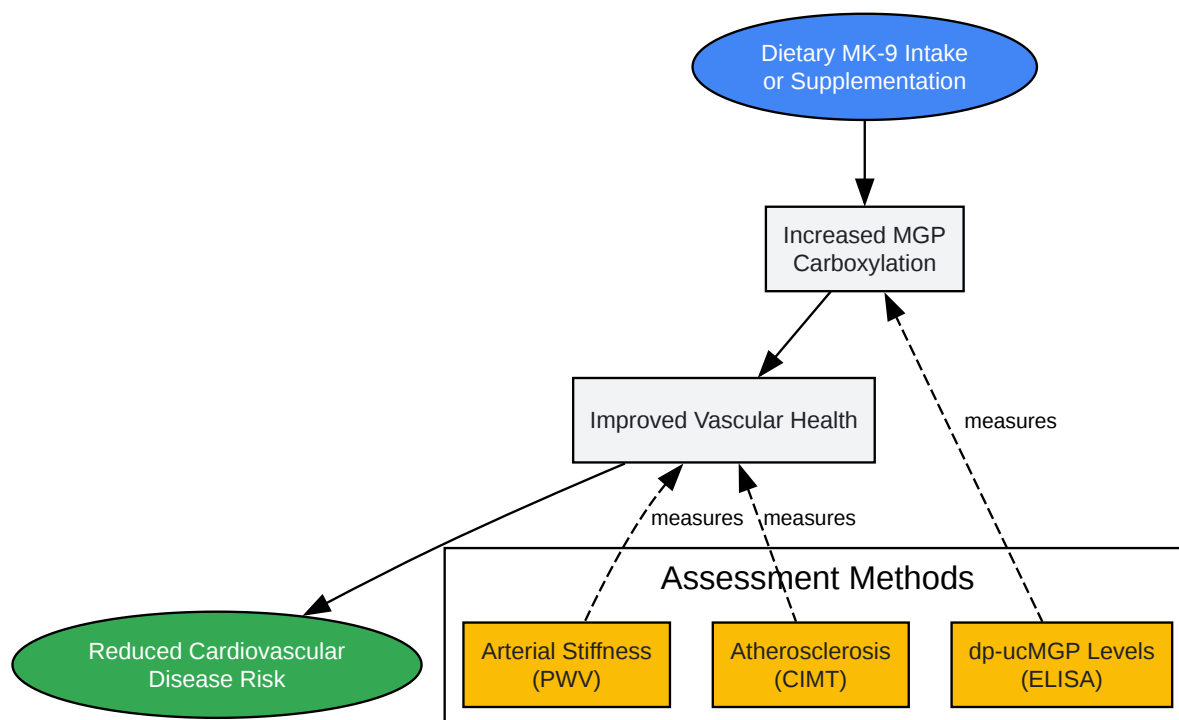 Dietary MK-9 Intake
or Supplementation
Increased MGP
Carboxylation
Improved Vascular Health
measures
measures
measures
Assessment Methods
Reduced Cardiovascular
Disease Risk
Arterial Stiffness
(PWV)
Atherosclerosis
(CIMT)
dp-ucMGP Levels
(ELISA)